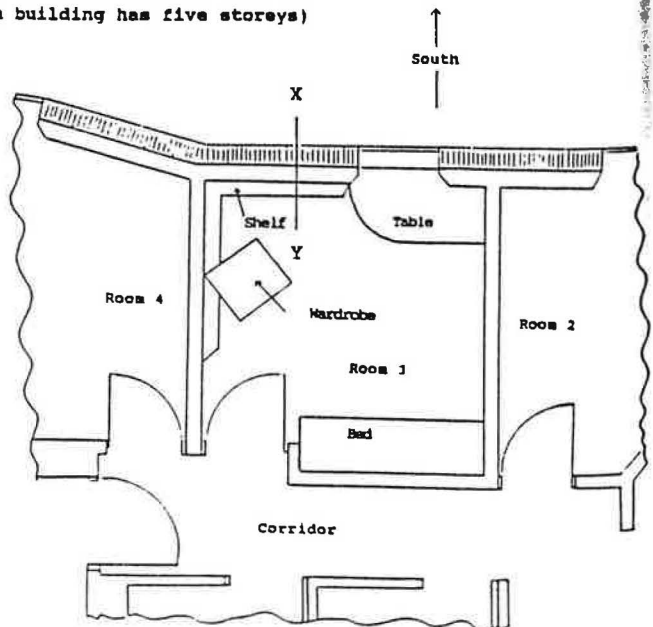 building has five storeys)
South
X
Shelf
Table
Y
Room 4
Wardrobe
Room 2
Room 3
Bed
Corridor